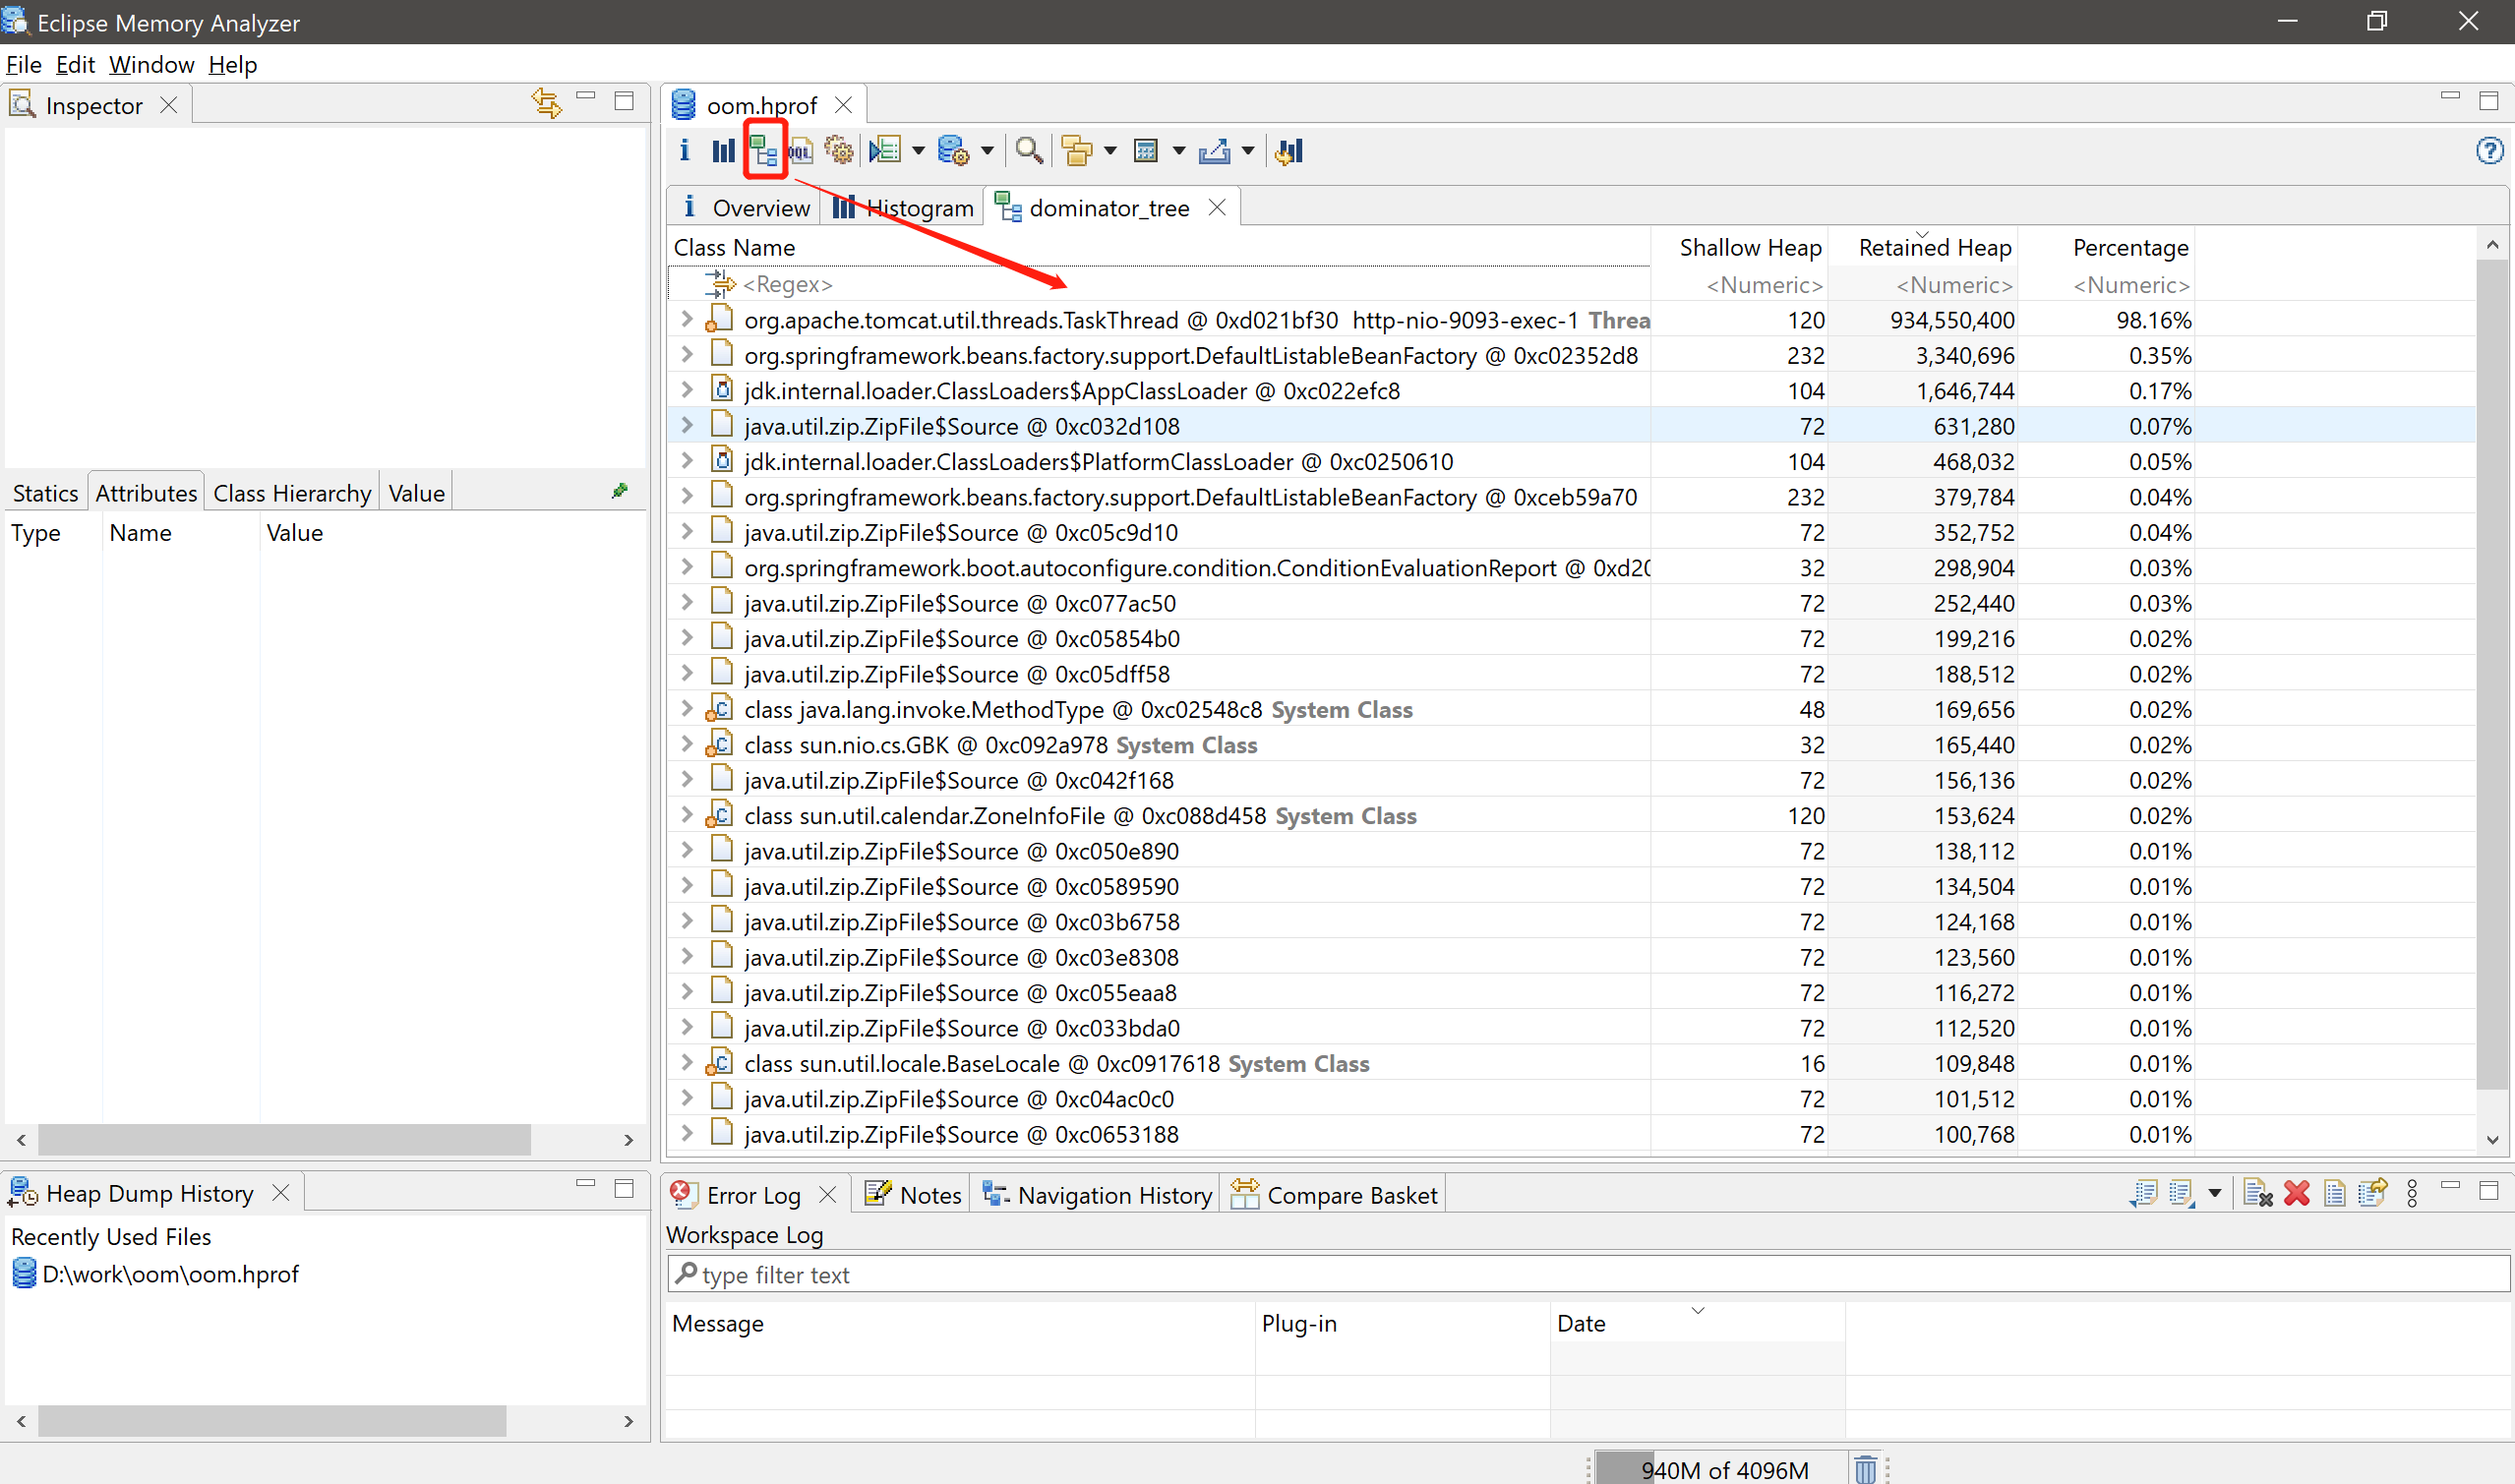 Eclipse Memory Analyzer
File Edit Window Help
Inspector
Statics Attributes Class Hierarchy Value
Type Name Value
Heap Dump History
Recently Used Files
D:\work\oom\oom.hprof
oom.hprof
i OQL
i Overview Histogram dominator_tree
Class Name Shallow Heap Retained Heap Percentage
<Regex> <Numeric> <Numeric> <Numeric>
org.apache.tomcat.util.threads.TaskThread @ 0xd021bf30 http-nio-9093-exec-1 Threa 120 934,550,400 98.16%
org.springframework.beans.factory.support.DefaultListableBeanFactory @ 0xc02352d8 232 3,340,696 0.35%
jdk.internal.loader.ClassLoaders$AppClassLoader @ 0xc022efc8 104 1,646,744 0.17%
java.util.zip.ZipFile$Source @ 0xc032d108 72 631,280 0.07%
jdk.internal.loader.ClassLoaders$PlatformClassLoader @ 0xc0250610 104 468,032 0.05%
org.springframework.beans.factory.support.DefaultListableBeanFactory @ 0xceb59a70 232 379,784 0.04%
java.util.zip.ZipFile$Source @ 0xc05c9d10 72 352,752 0.04%
org.springframework.boot.autoconfigure.condition.ConditionEvaluationReport @ 0xd20 32 298,904 0.03%
java.util.zip.ZipFile$Source @ 0xc077ac50 72 252,440 0.03%
java.util.zip.ZipFile$Source @ 0xc05854b0 72 199,216 0.02%
java.util.zip.ZipFile$Source @ 0xc05dff58 72 188,512 0.02%
class java.lang.invoke.MethodType @ 0xc02548c8 System Class 48 169,656 0.02%
class sun.nio.cs.GBK @ 0xc092a978 System Class 32 165,440 0.02%
java.util.zip.ZipFile$Source @ 0xc042f168 72 156,136 0.02%
class sun.util.calendar.ZoneInfoFile @ 0xc088d458 System Class 120 153,624 0.02%
java.util.zip.ZipFile$Source @ 0xc050e890 72 138,112 0.01%
java.util.zip.ZipFile$Source @ 0xc0589590 72 134,504 0.01%
java.util.zip.ZipFile$Source @ 0xc03b6758 72 124,168 0.01%
java.util.zip.ZipFile$Source @ 0xc03e8308 72 123,560 0.01%
java.util.zip.ZipFile$Source @ 0xc055eaa8 72 116,272 0.01%
java.util.zip.ZipFile$Source @ 0xc033bda0 72 112,520 0.01%
class sun.util.locale.BaseLocale @ 0xc0917618 System Class 16 109,848 0.01%
java.util.zip.ZipFile$Source @ 0xc04ac0c0 72 101,512 0.01%
java.util.zip.ZipFile$Source @ 0xc0653188 72 100,768 0.01%
Error Log Notes Navigation History Compare Basket
Workspace Log
type filter text
Message Plug-in Date
940M of 4096M